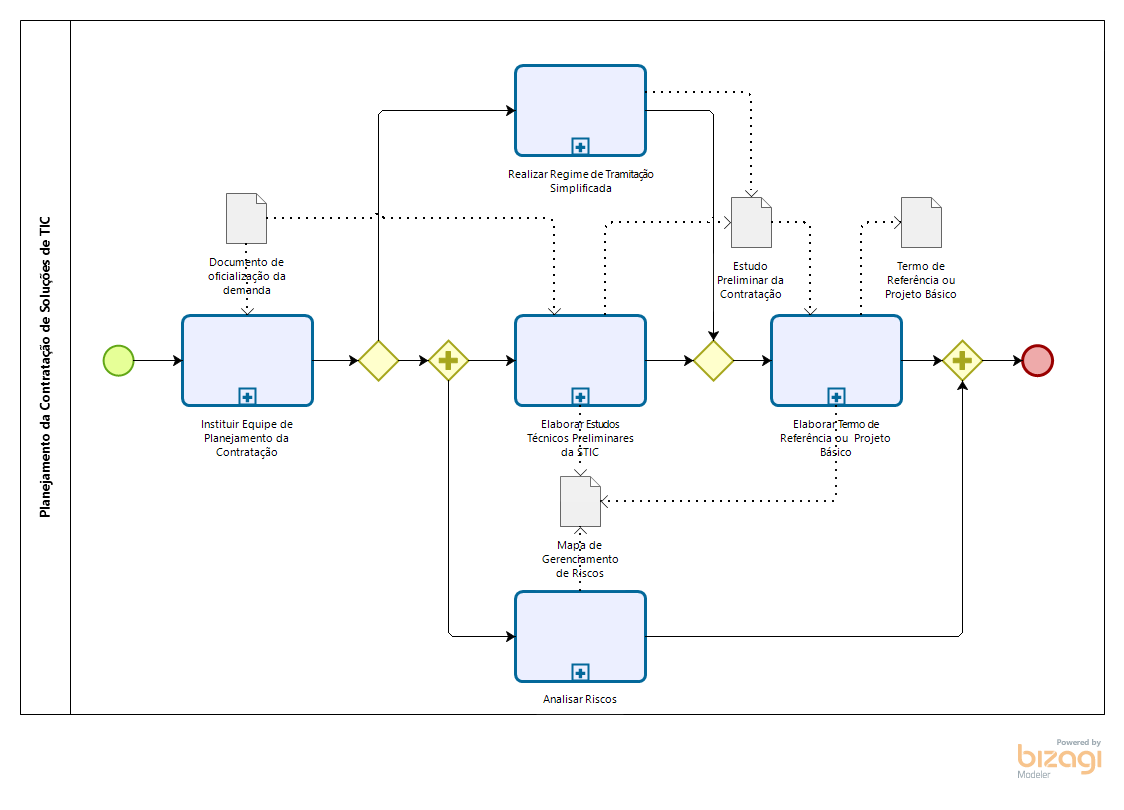 Planejamento da Contratação de Soluções de TIC
Realizar Regime de Tramitação
Simplificada
Documento de
oficialização da
demanda
Estudo
Preliminar da
Contratação
Termo de
Referência ou
Projeto Básico
Instituir Equipe de
Planejamento da
Contratação
Elaborar Estudos
Técnicos Preliminares
da STIC
Elaborar Termo de
Referência ou Projeto
Básico
Mapa de
Gerenciamento
de Riscos
Analisar Riscos
Powered by
bizagi
Modeler